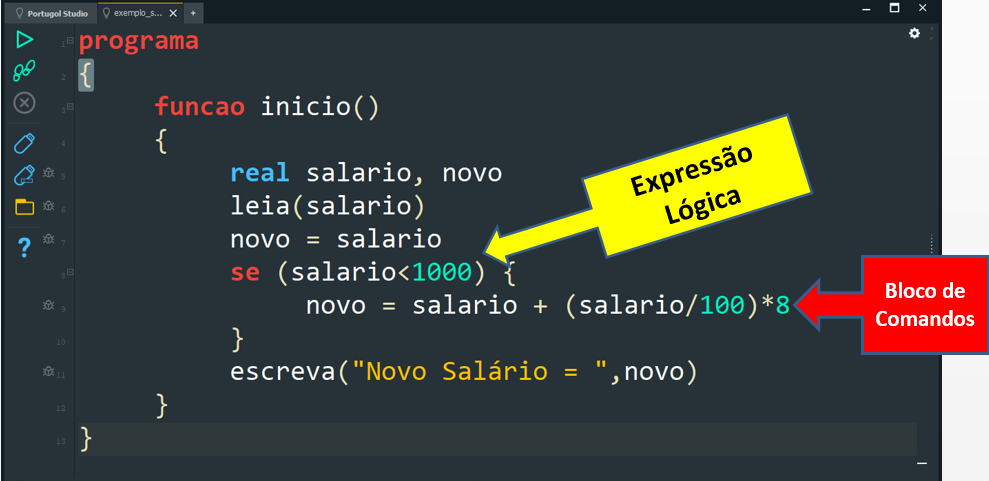 Portugol Studio exemplo_s... +
1 programa
2 {
3 funcao inicio()
4 {
5 real salario, novo
6 leia(salario)
7 novo = salario
8 se (salario<1000) {
9 novo = salario + (salario/100)*8
10 }
11 escreva("Novo Salário = ",novo)
12 }
13 }
Expressão
Lógica
Bloco de
Comandos
?